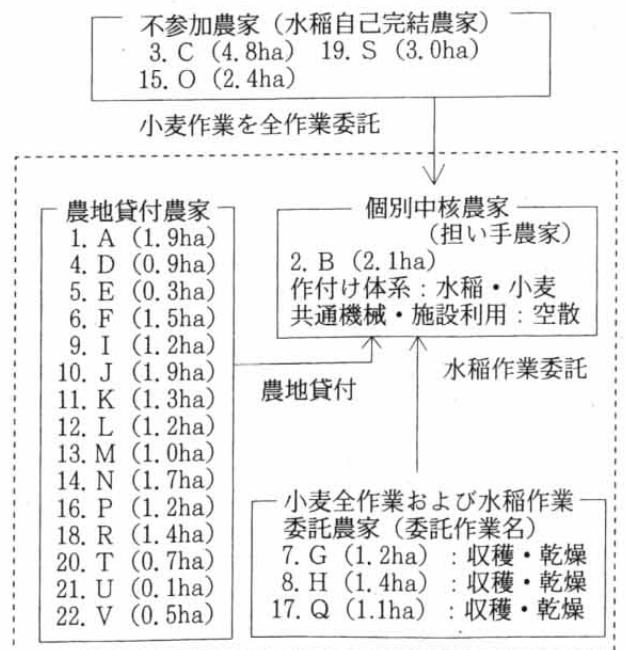 不参加農家(水稲自己完結農家)
3. C (4.8ha) 19. S (3.0ha)
15. O (2.4ha)
小麦作業を全作業委託
農地貸付農家
1. A (1.9ha)
4. D (0.9ha)
5. E (0.3ha)
6. F (1.5ha)
9. I (1.2ha)
10. J (1.9ha)
11. K (1.3ha)
12. L (1.2ha)
13. M (1.0ha)
14. N (1.7ha)
16. P (1.2ha)
18. R (1.4ha)
20. T (0.7ha)
21. U (0.1ha)
22. V (0.5ha)
個別中核農家
(担い手農家)
2. B (2.1ha)
作付け体系:水稲・小麦
共通機械・施設利用:空散
農地貸付
水稲作業委託
小麦全作業および水稲作業
委託農家(委託作業名)
7. G (1.2ha) :収穫・乾燥
8. H (1.4ha) :収穫・乾燥
17. Q (1.1ha) :収穫・乾燥